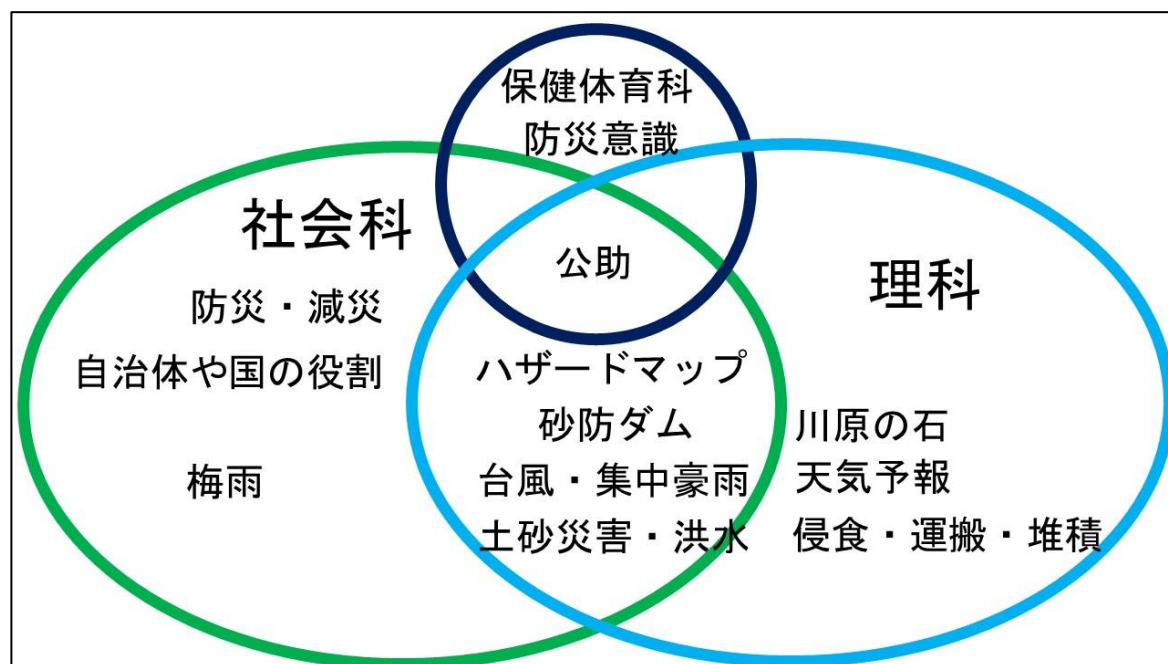 保健体育科
防災意識
公助
社会科
防災・減災
自治体や国の役割
梅雨
ハザードマップ
砂防ダム
台風・集中豪雨
土砂災害・洪水
理科
川原の石
天気予報
侵食・運搬・堆積